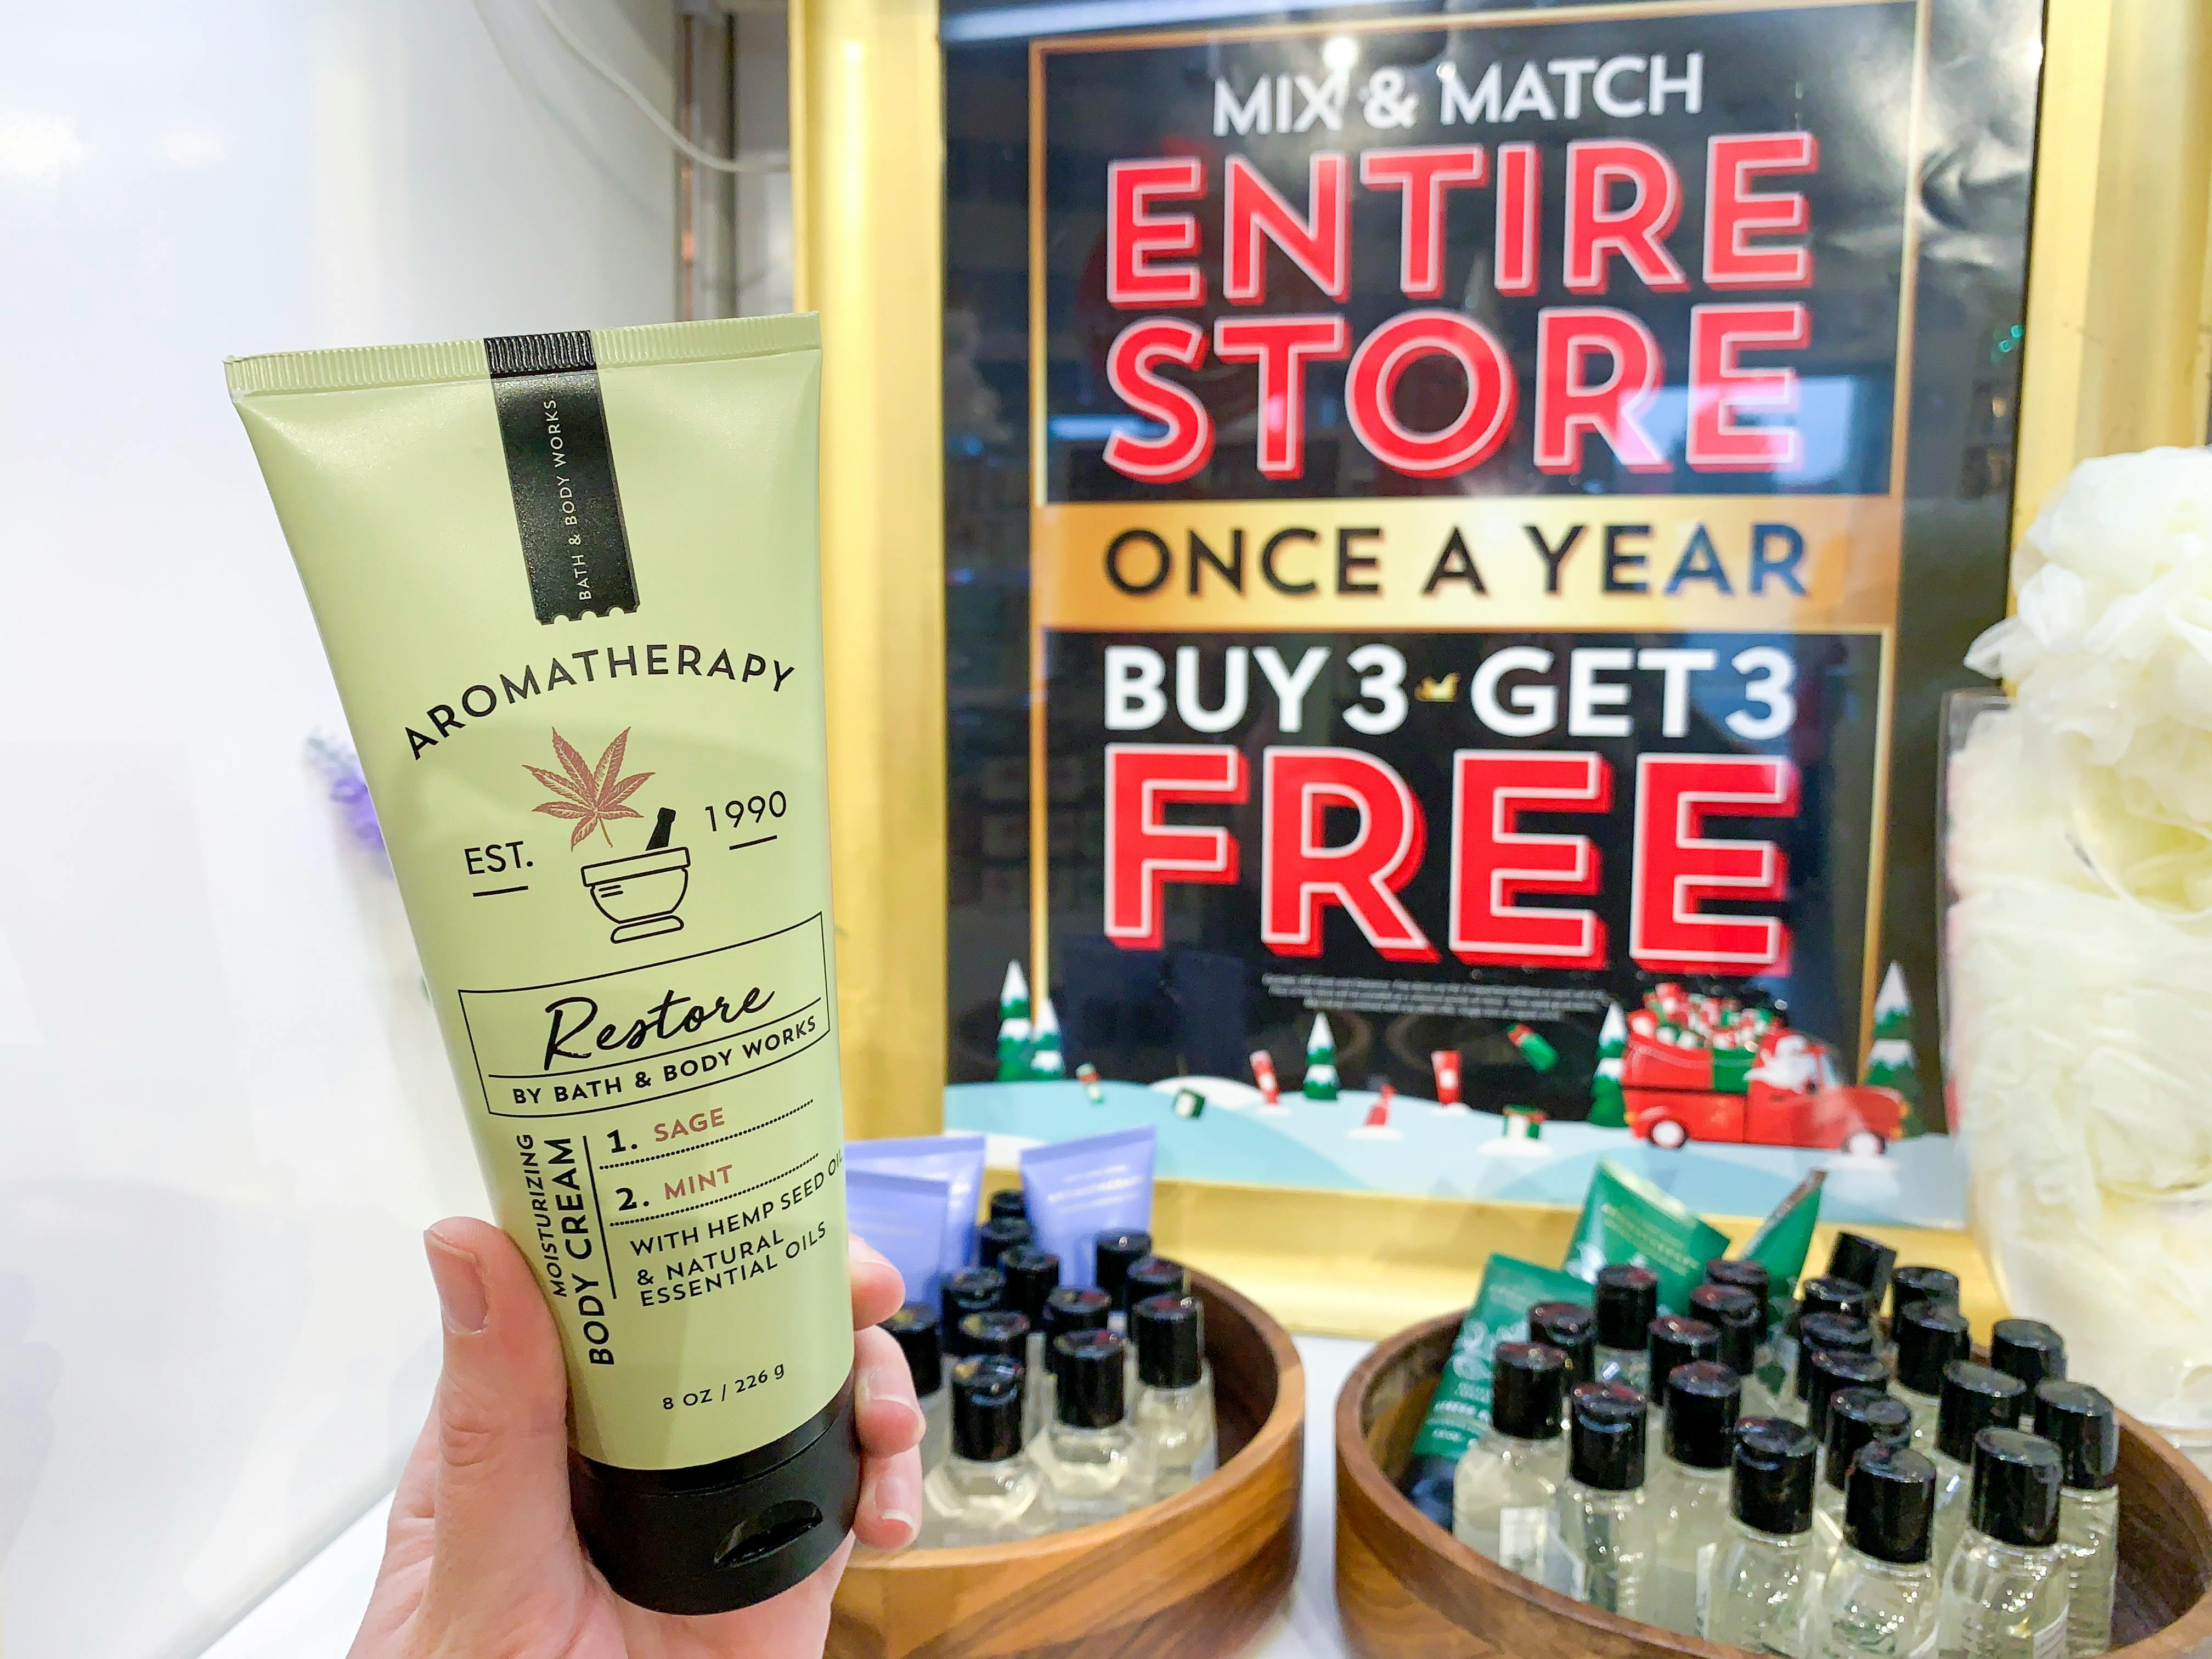 BATH & BODY WORKS
AROMATHERAPY
EST. 1990
Restore
BY BATH & BODY WORKS
MOISTURIZING
BODY CREAM
1. SAGE
2. MINT
WITH HEMP SEED OIL
& NATURAL
ESSENTIAL OILS
8 OZ / 226 g
MIX & MATCH
ENTIRE
STORE
ONCE A YEAR
BUY 3 GET 3
FREE